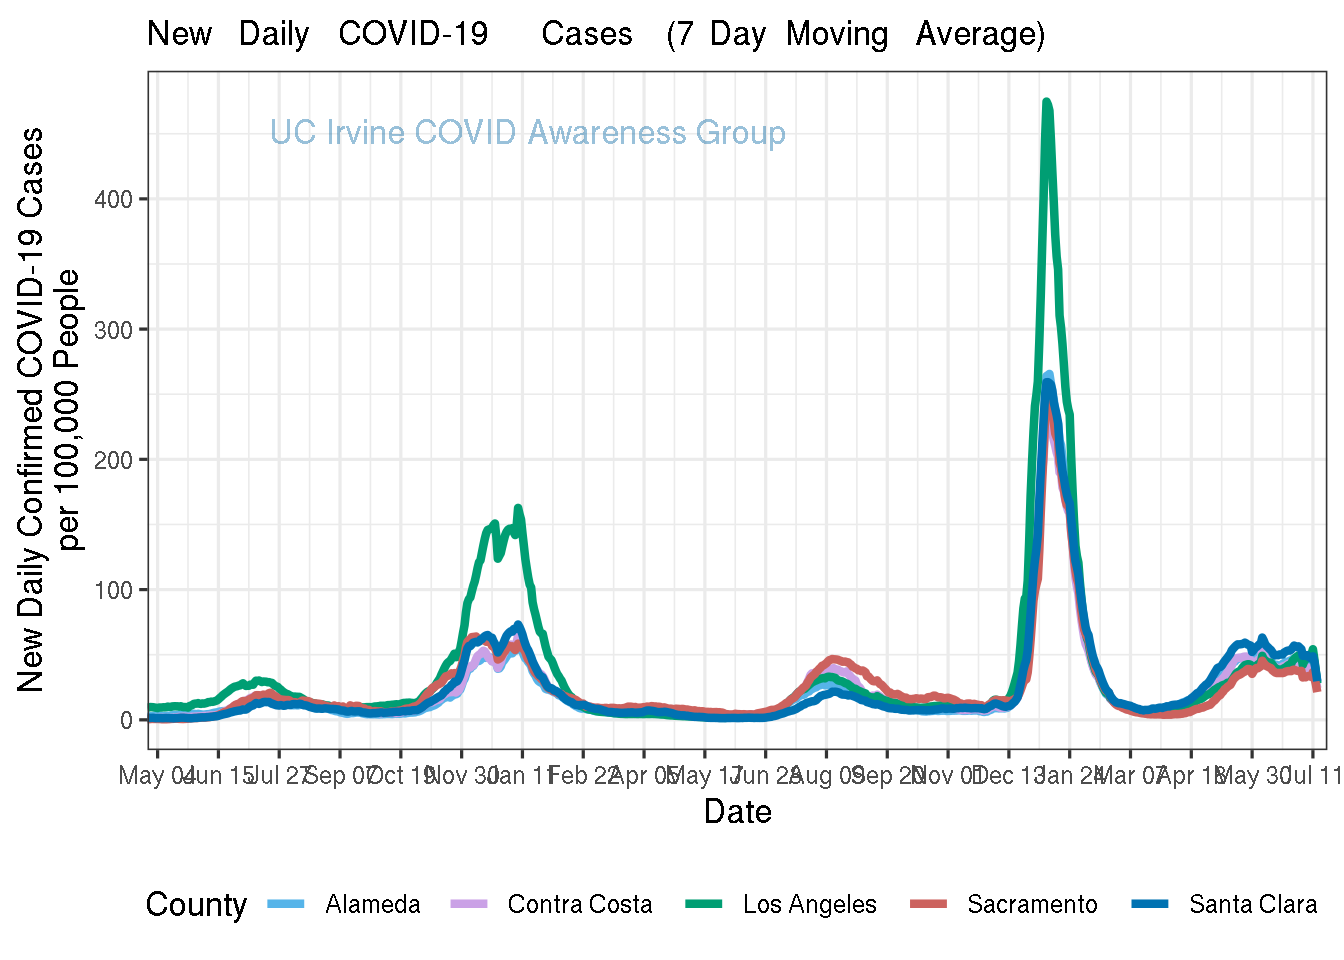 New Daily COVID-19 Cases (7 Day Moving Average)
UC Irvine COVID Awareness Group
New Daily Confirmed COVID-19 Cases
per 100,000 People
400
300
200
100
0
May 04 Jun 15 Jul 27 Sep 07 Oct 19 Nov 30 Jan 11 Feb 22 Apr 05 May 17 Jun 28 Aug 09 Sep 20 Nov 01 Dec 13 Jan 24 Mar 07 Apr 18 May 30 Jul 11
Date
County Alameda Contra Costa Los Angeles Sacramento Santa Clara